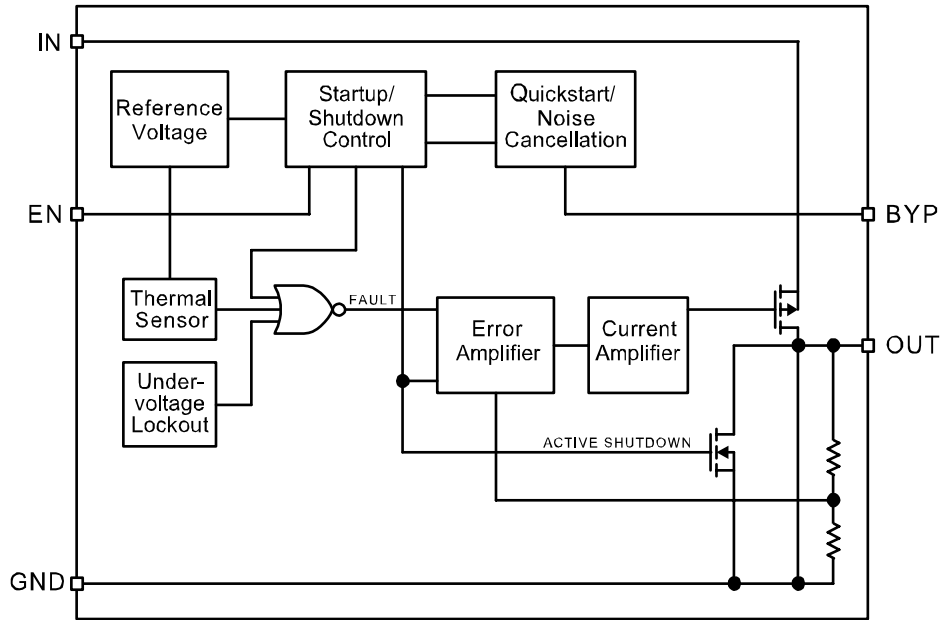 IN
Reference
Voltage
Startup/
Shutdown
Control
Quickstart/
Noise
Cancellation
EN
BYP
Thermal
Sensor
FAULT
Error
Amplifier
Current
Amplifier
OUT
Under-
voltage
Lockout
ACTIVE SHUTDOWN
GND